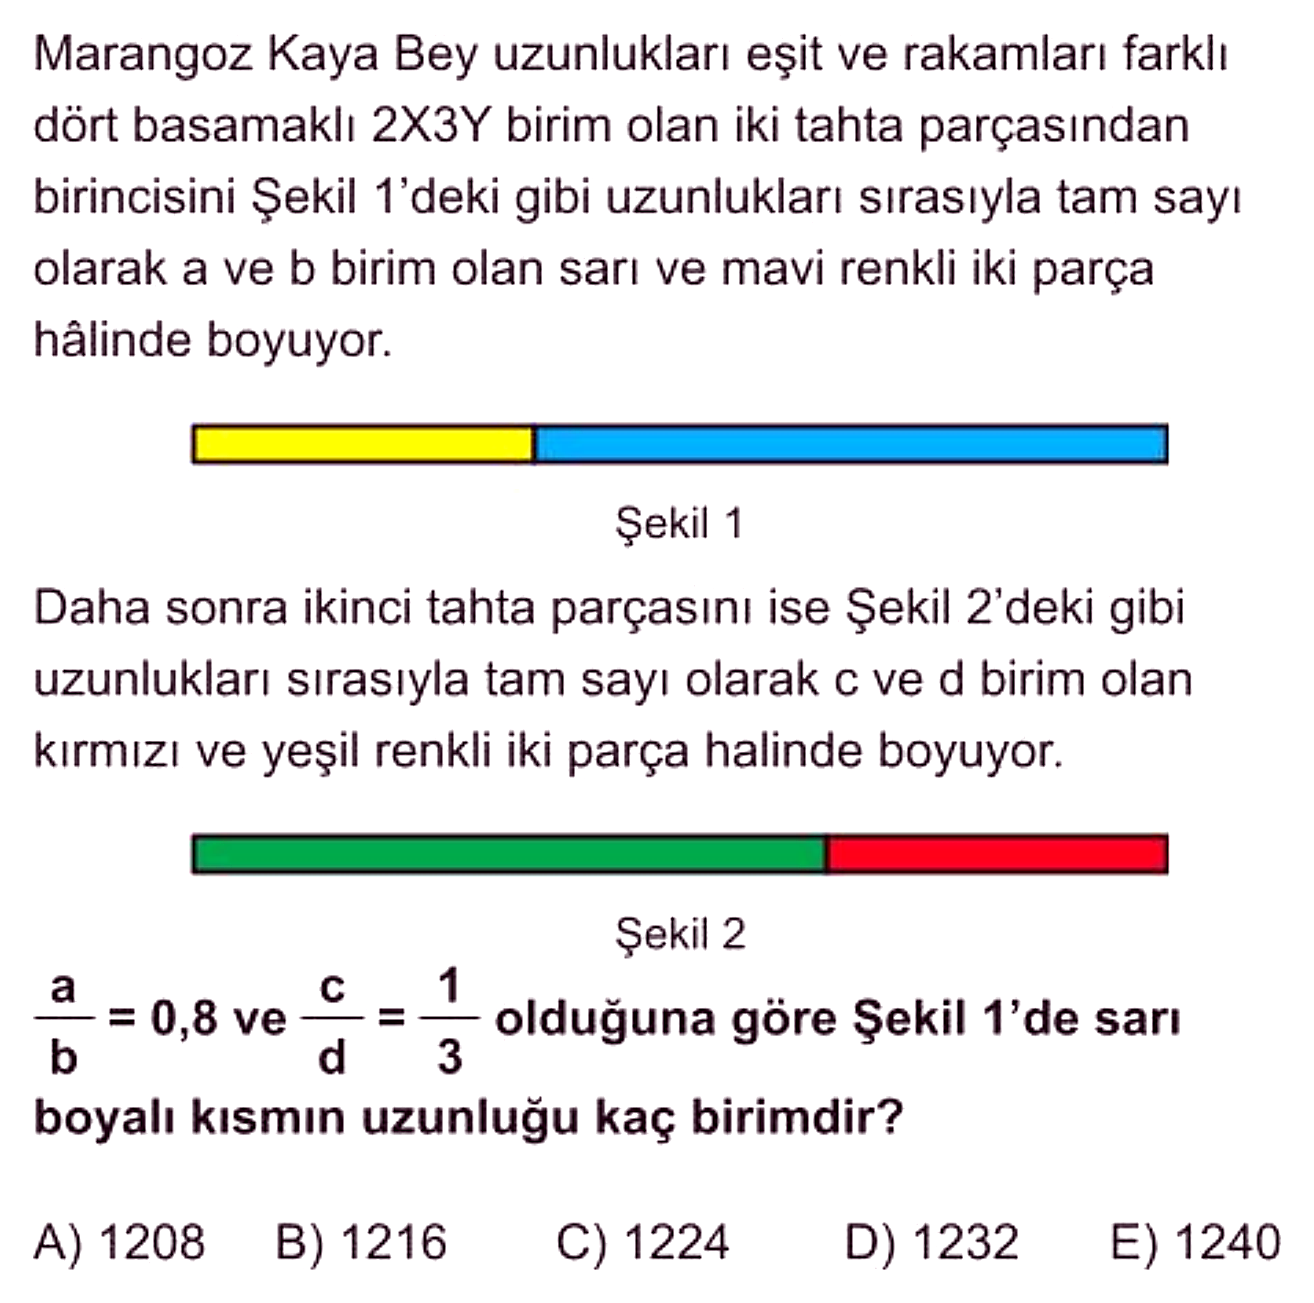 Marangoz Kaya Bey uzunlukları eşit ve rakamları farklı
dört basamaklı 2X3Y birim olan iki tahta parçasından
birincisini Şekil 1’deki gibi uzunlukları sırasıyla tam sayı
olarak a ve b birim olan sarı ve mavi renkli iki parça
hâlinde boyuyor.
Şekil 1
Daha sonra ikinci tahta parçasını ise Şekil 2’deki gibi
uzunlukları sırasıyla tam sayı olarak c ve d birim olan
kırmızı ve yeşil renkli iki parça halinde boyuyor.
Şekil 2
a/b = 0,8 ve c/d = 1/3 olduğuna göre Şekil 1’de sarı
boyalı kısmın uzunluğu kaç birimdir?
A) 1208 B) 1216 C) 1224 D) 1232 E) 1240